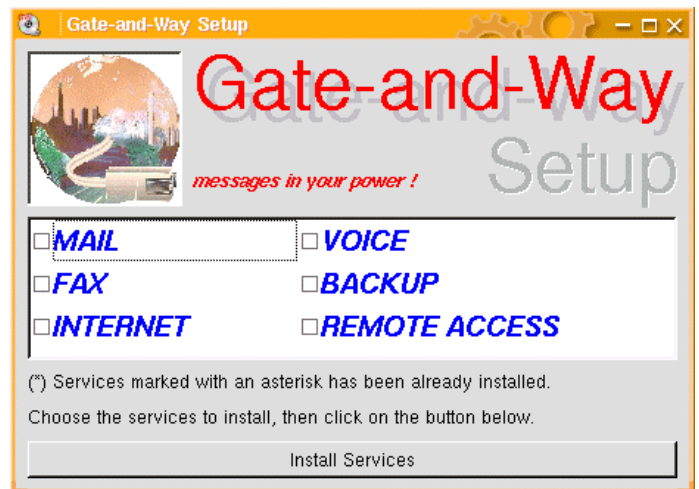 Gate-and-Way Setup
Gate-and-Way
Setup
messages in your power !
MAIL VOICE
FAX BACKUP
INTERNET REMOTE ACCESS
(*) Services marked with an asterisk has been already installed.
Choose the services to install, then click on the button below.
Install Services